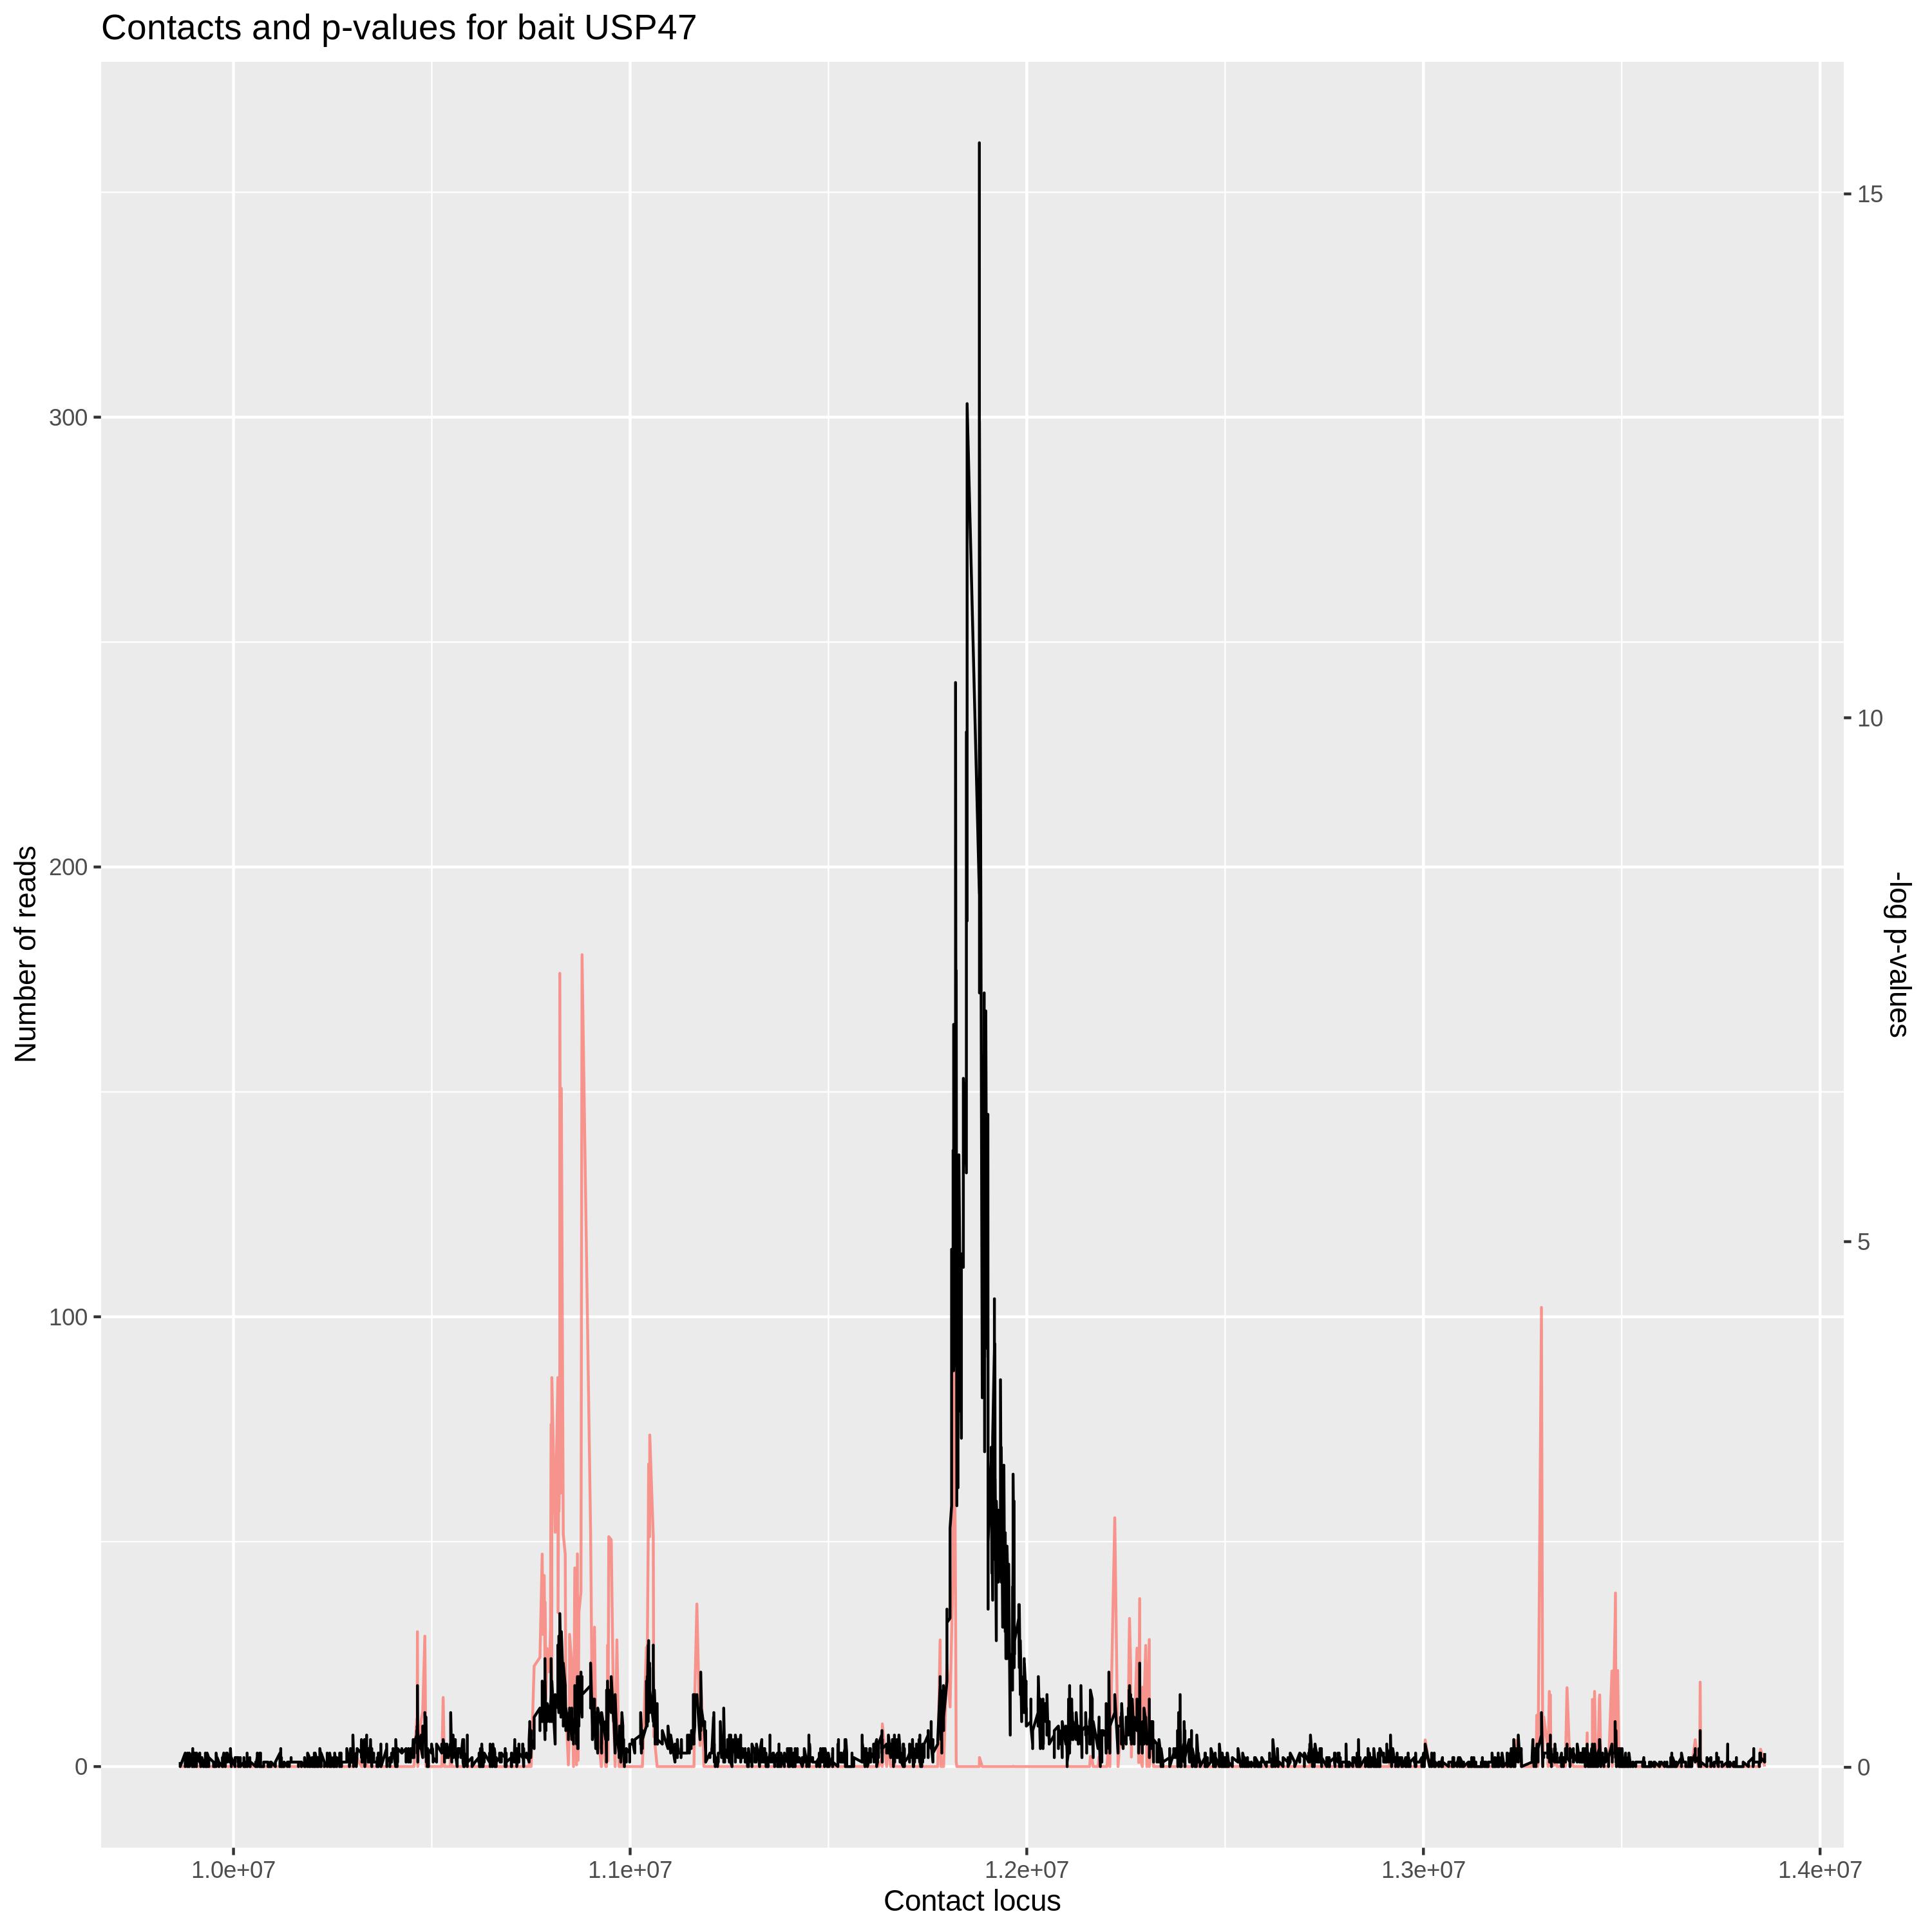 Contacts and p-values for bait USP47
Number of reads
300
200
100
0
15
10
5
0
-log p-values
1.0e+07 1.1e+07 1.2e+07 1.3e+07 1.4e+07
Contact locus